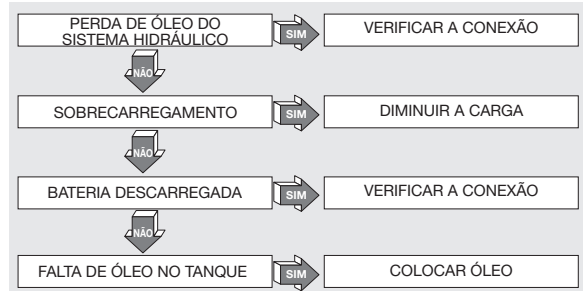 PERDA DE ÓLEO DO
SISTEMA HIDRÁULICO
SIM
VERIFICAR A CONEXÃO
NÃO
SOBRECARREGAMENTO
SIM
DIMINUIR A CARGA
NÃO
BATERIA DESCARREGADA
SIM
VERIFICAR A CONEXÃO
NÃO
FALTA DE ÓLEO NO TANQUE
SIM
COLOCAR ÓLEO